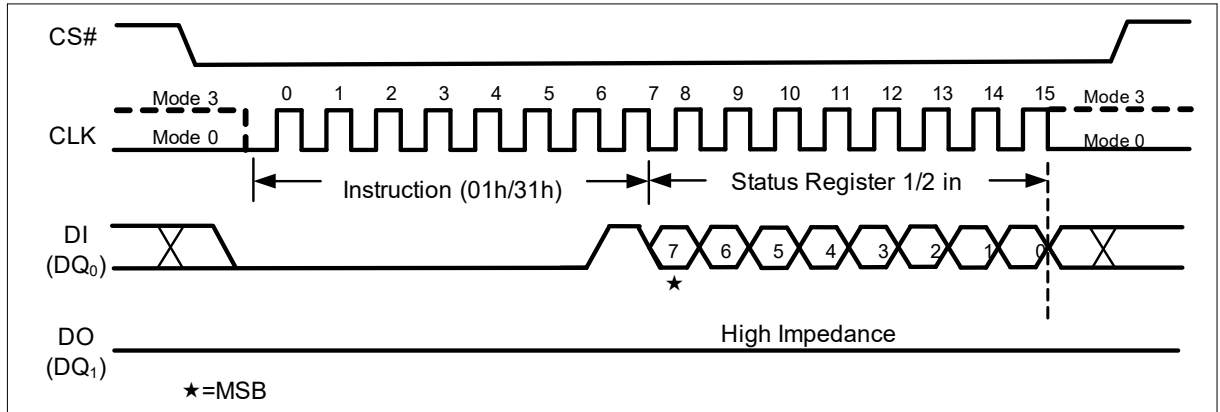 CS#
Mode 3 0 1 2 3 4 5 6 7 8 9 10 11 12 13 14 15 Mode 3
CLK
Mode 0 Mode 0
Instruction (01h/31h) Status Register 1/2 in
DI
(DQ₀)
7 6 5 4 3 2 1 0
★
DO
(DQ₁)
High Impedance
★=MSB